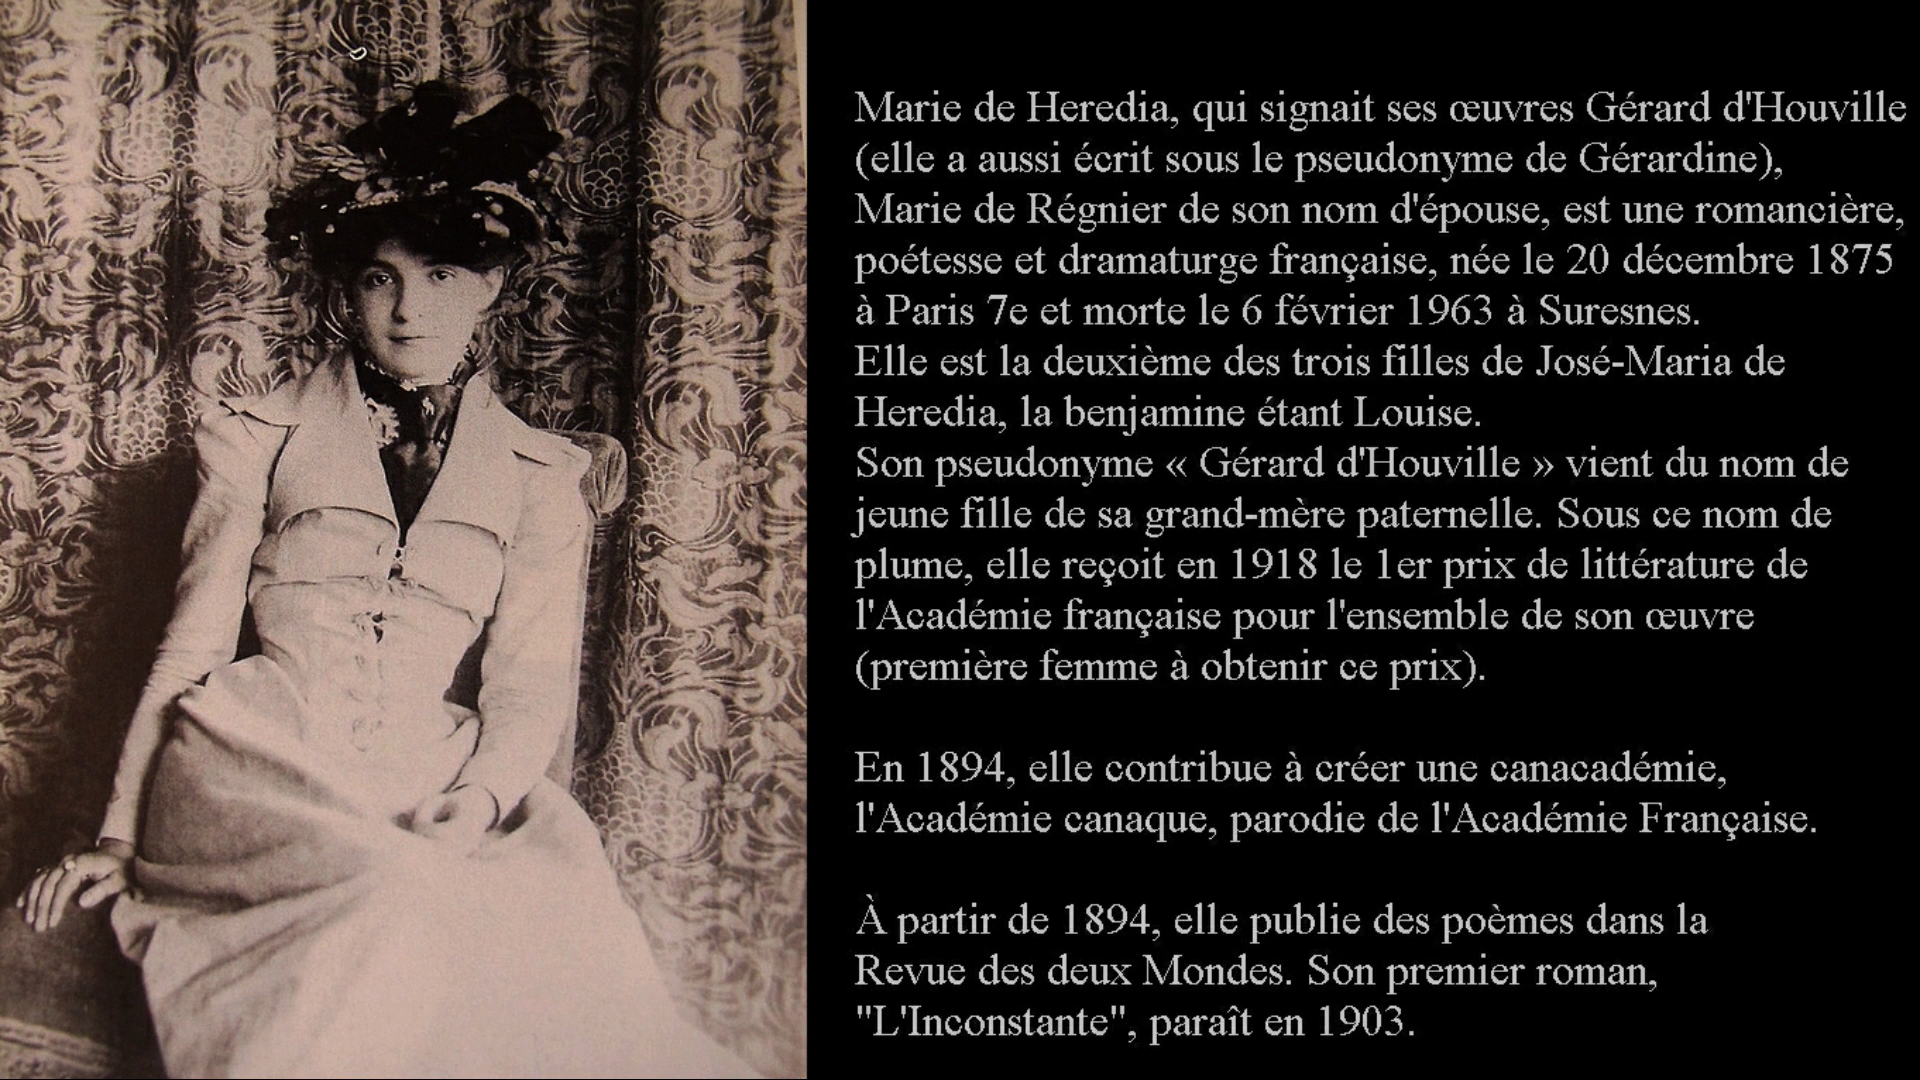 Marie de Heredia, qui signait ses œuvres Gérard d'Houville
(elle a aussi écrit sous le pseudonyme de Gérardine),
Marie de Régnier de son nom d'épouse, est une romancière,
poétesse et dramaturge française, née le 20 décembre 1875
à Paris 7e et morte le 6 février 1963 à Suresnes.
Elle est la deuxième des trois filles de José-Maria de
Heredia, la benjamine étant Louise.
Son pseudonyme « Gérard d'Houville » vient du nom de
jeune fille de sa grand-mère paternelle. Sous ce nom de
plume, elle reçoit en 1918 le 1er prix de littérature de
l'Académie française pour l'ensemble de son œuvre
(première femme à obtenir ce prix).
En 1894, elle contribue à créer une canacadémie,
l'Académie canaque, parodie de l'Académie Française.
À partir de 1894, elle publie des poèmes dans la
Revue des deux Mondes. Son premier roman,
"L'Inconstante", paraît en 1903.